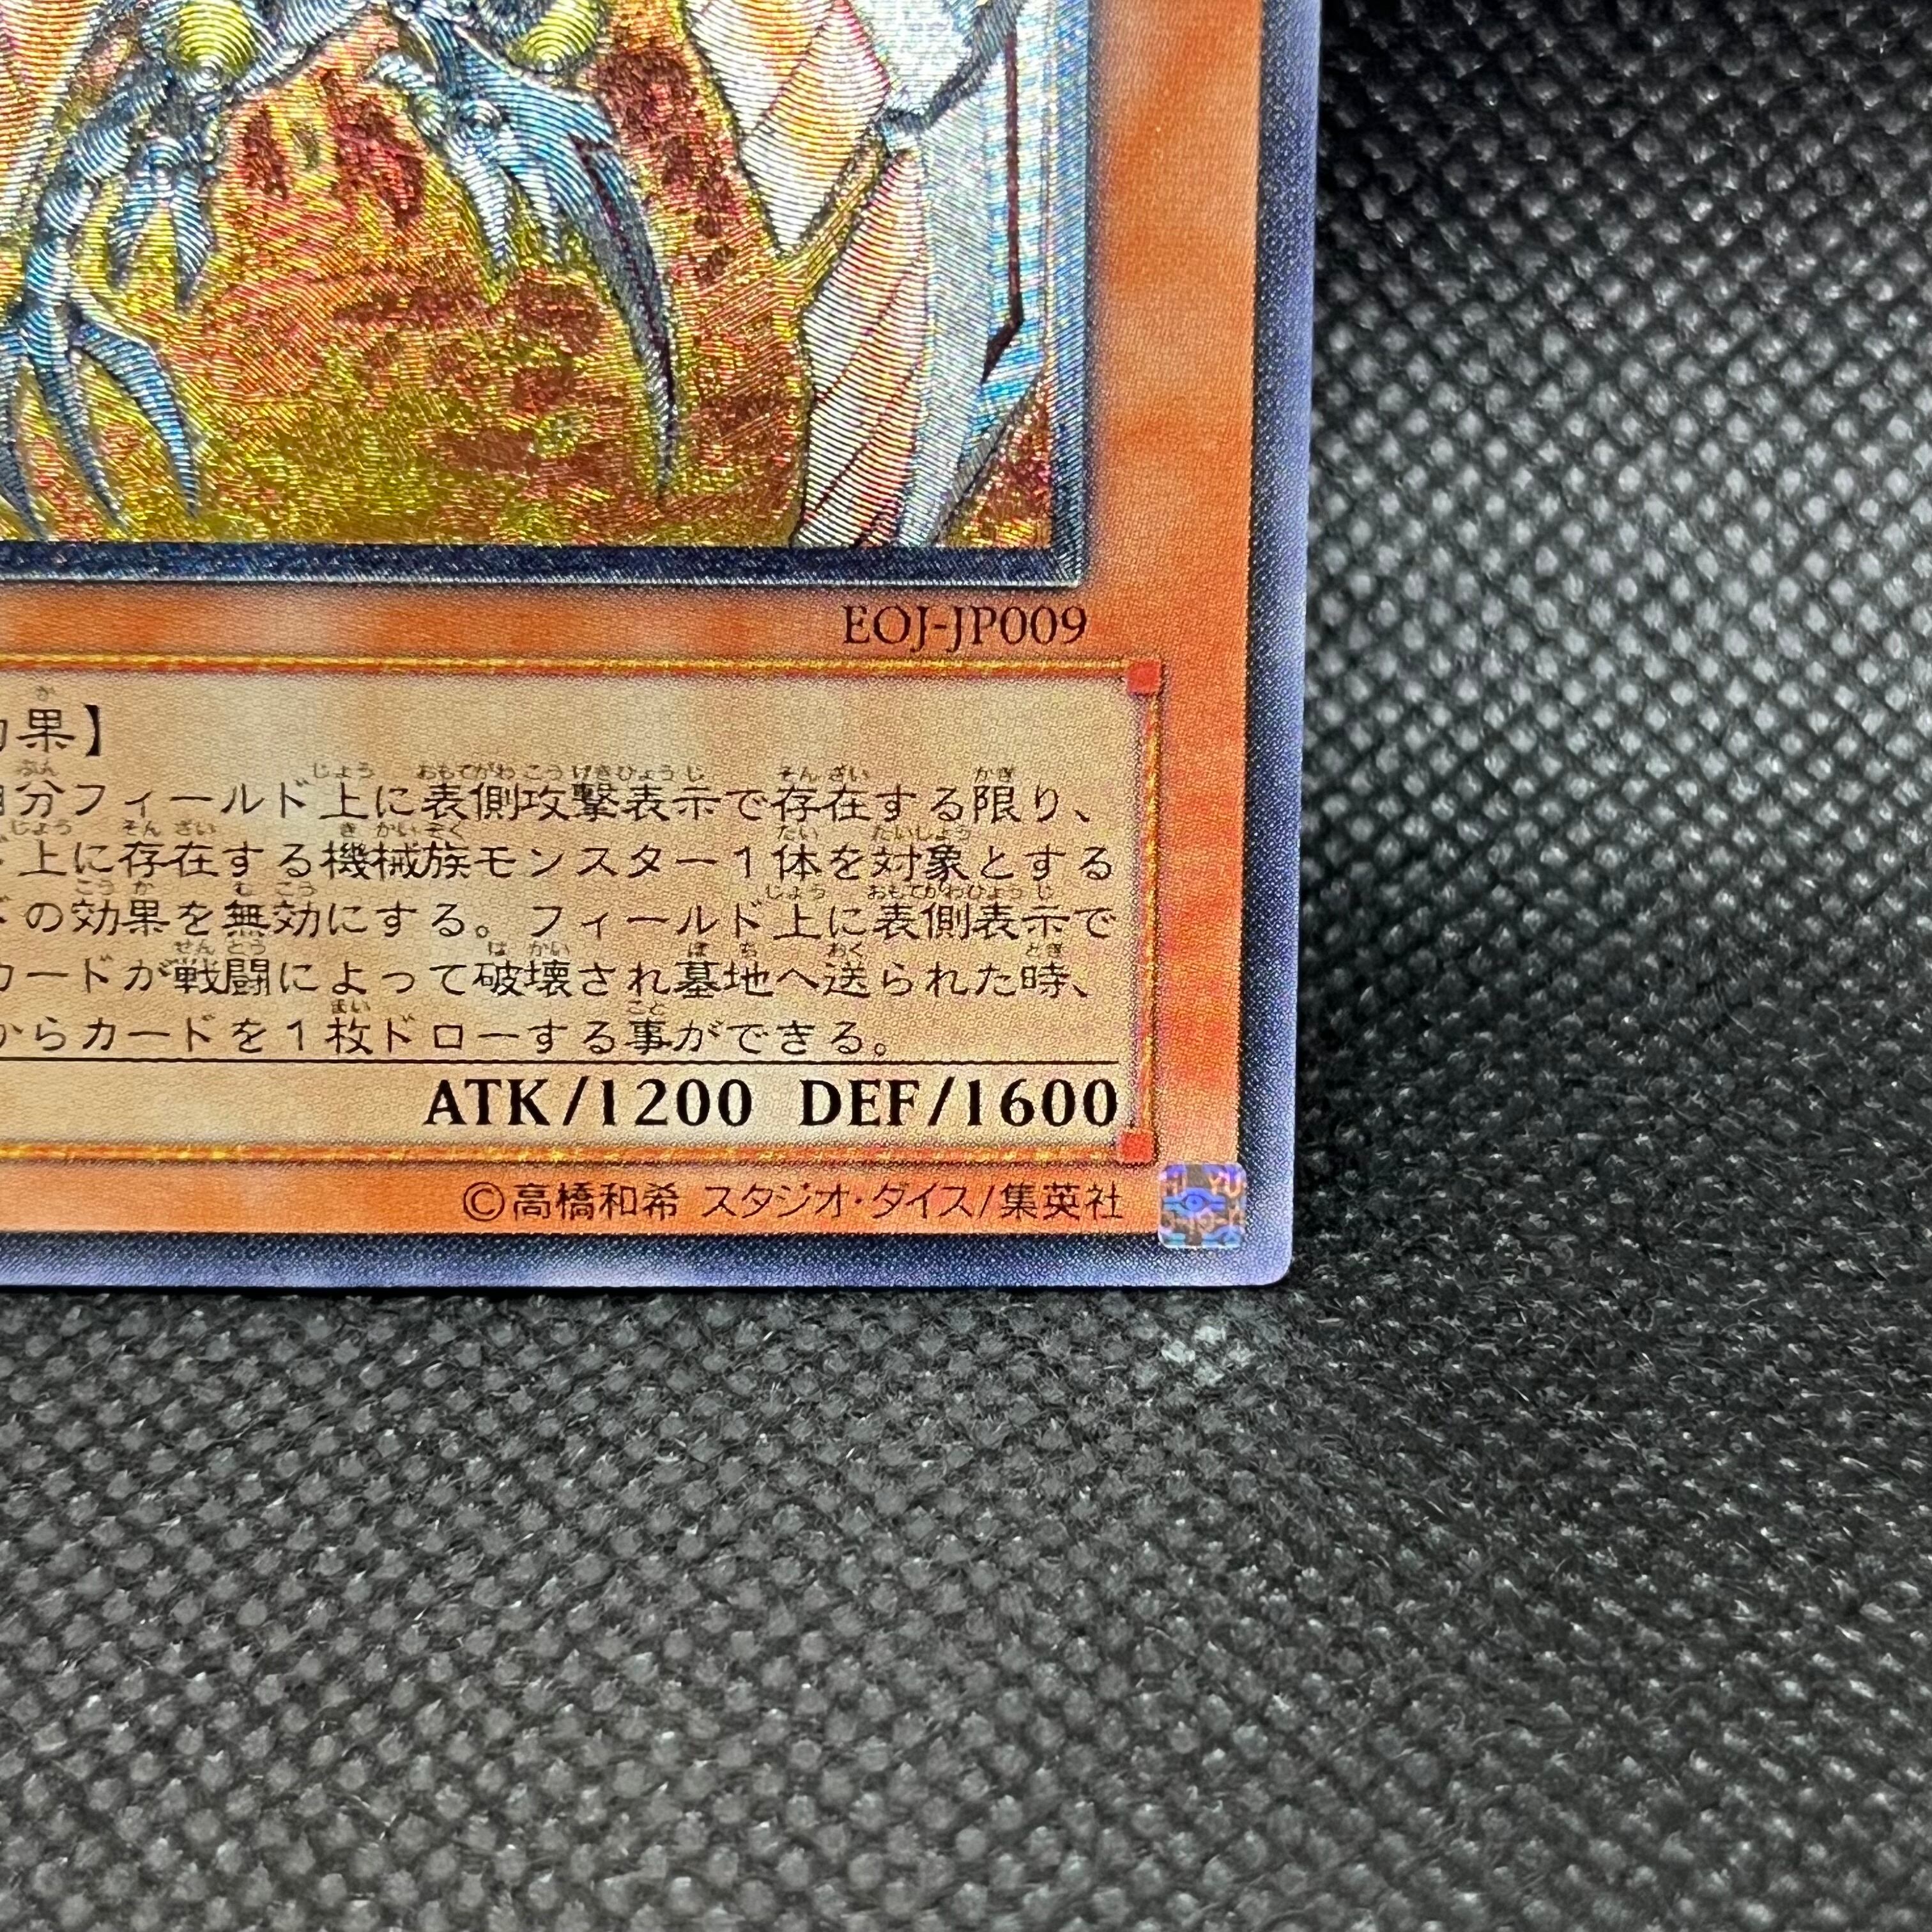 EOJ-JP009
果】
分フィールド上に表側攻撃表示で存在する限り、
上に存在する機械族モンスター1体を対象とする
の効果を無効にする。フィールド上に表側表示で
カードが戦闘によって破壊され墓地へ送られた時、
からカードを1枚ドローする事ができる。
ATK/1200 DEF/1600
©高橋和希 スタジオ・ダイス/集英社